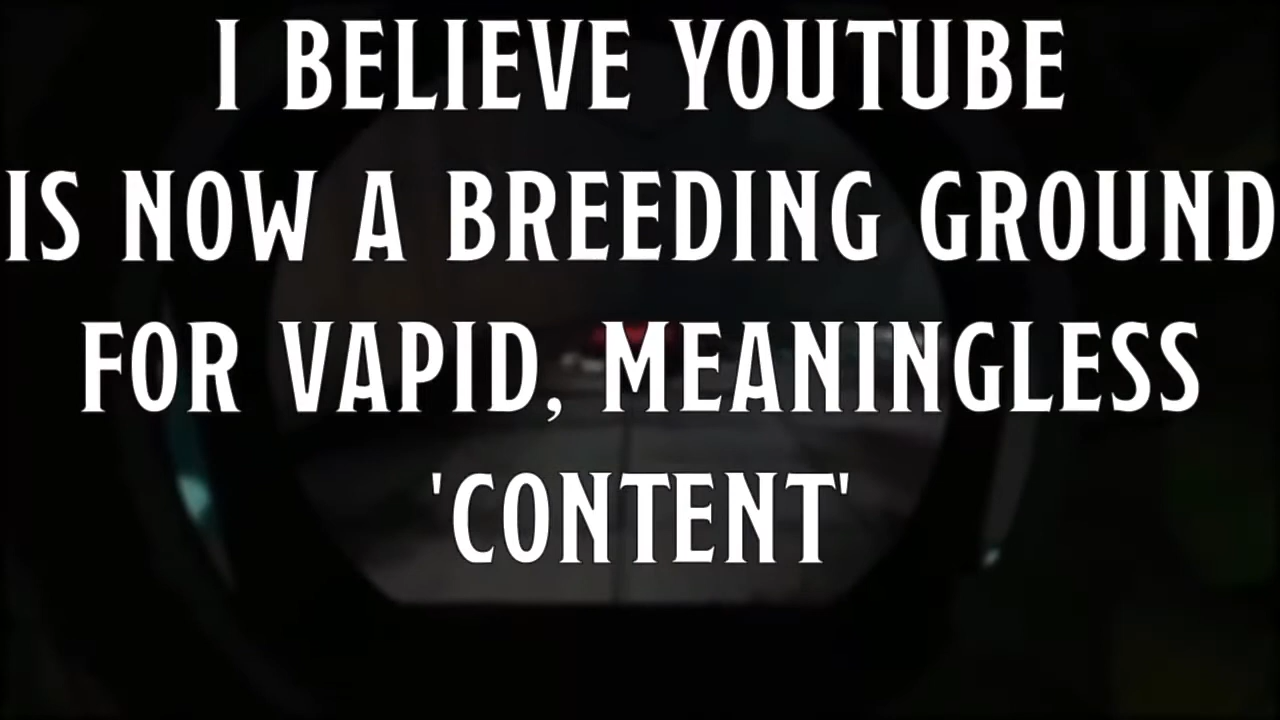 I BELIEVE YOUTUBE
IS NOW A BREEDING GROUND
FOR VAPID, MEANINGLESS
'CONTENT'